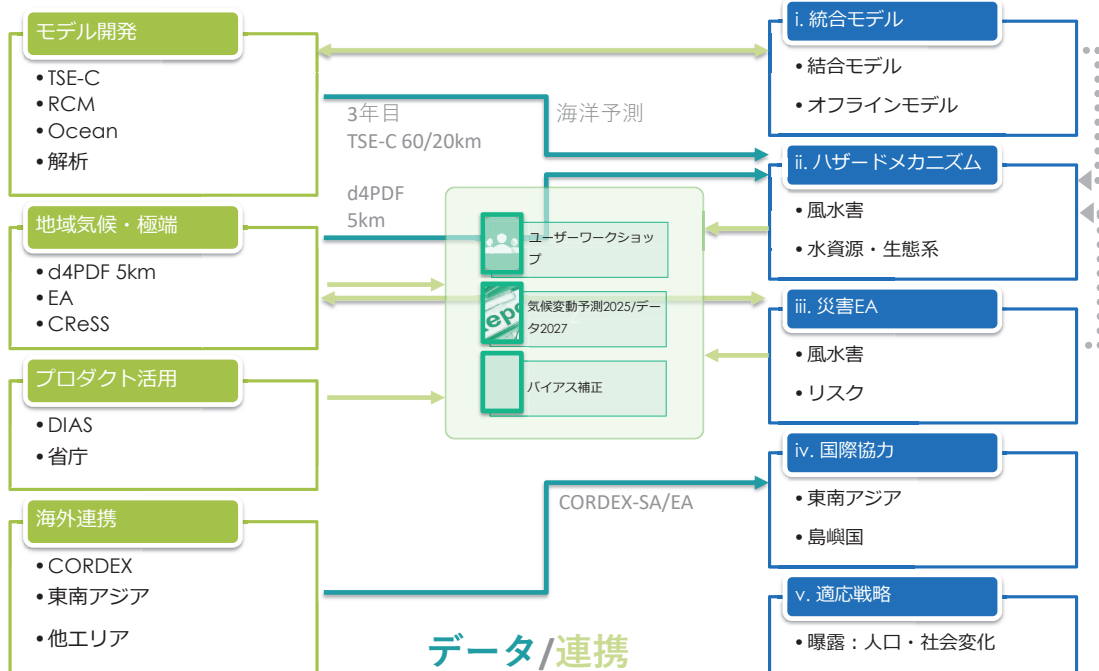 モデル開発
•TSE-C
•RCM
•Ocean
•解析
地域気候・極端
•d4PDF 5km
•EA
•CReSS
プロダクト活用
•DIAS
•省庁
海外連携
•CORDEX
•東南アジア
•他エリア
3年目
TSE-C 60/20km
海洋予測
d4PDF
5km
ユーザーワークショッ
プ
気候変動予測2025/デー
タ2027
バイアス補正
CORDEX-SA/EA
データ/連携
i. 統合モデル
•結合モデル
•オフラインモデル
ii. ハザードメカニズム
•風水害
•水資源・生態系
iii. 災害EA
•風水害
•リスク
iv. 国際協力
•東南アジア
•島嶼国
v. 適応戦略
•曝露：人口・社会変化